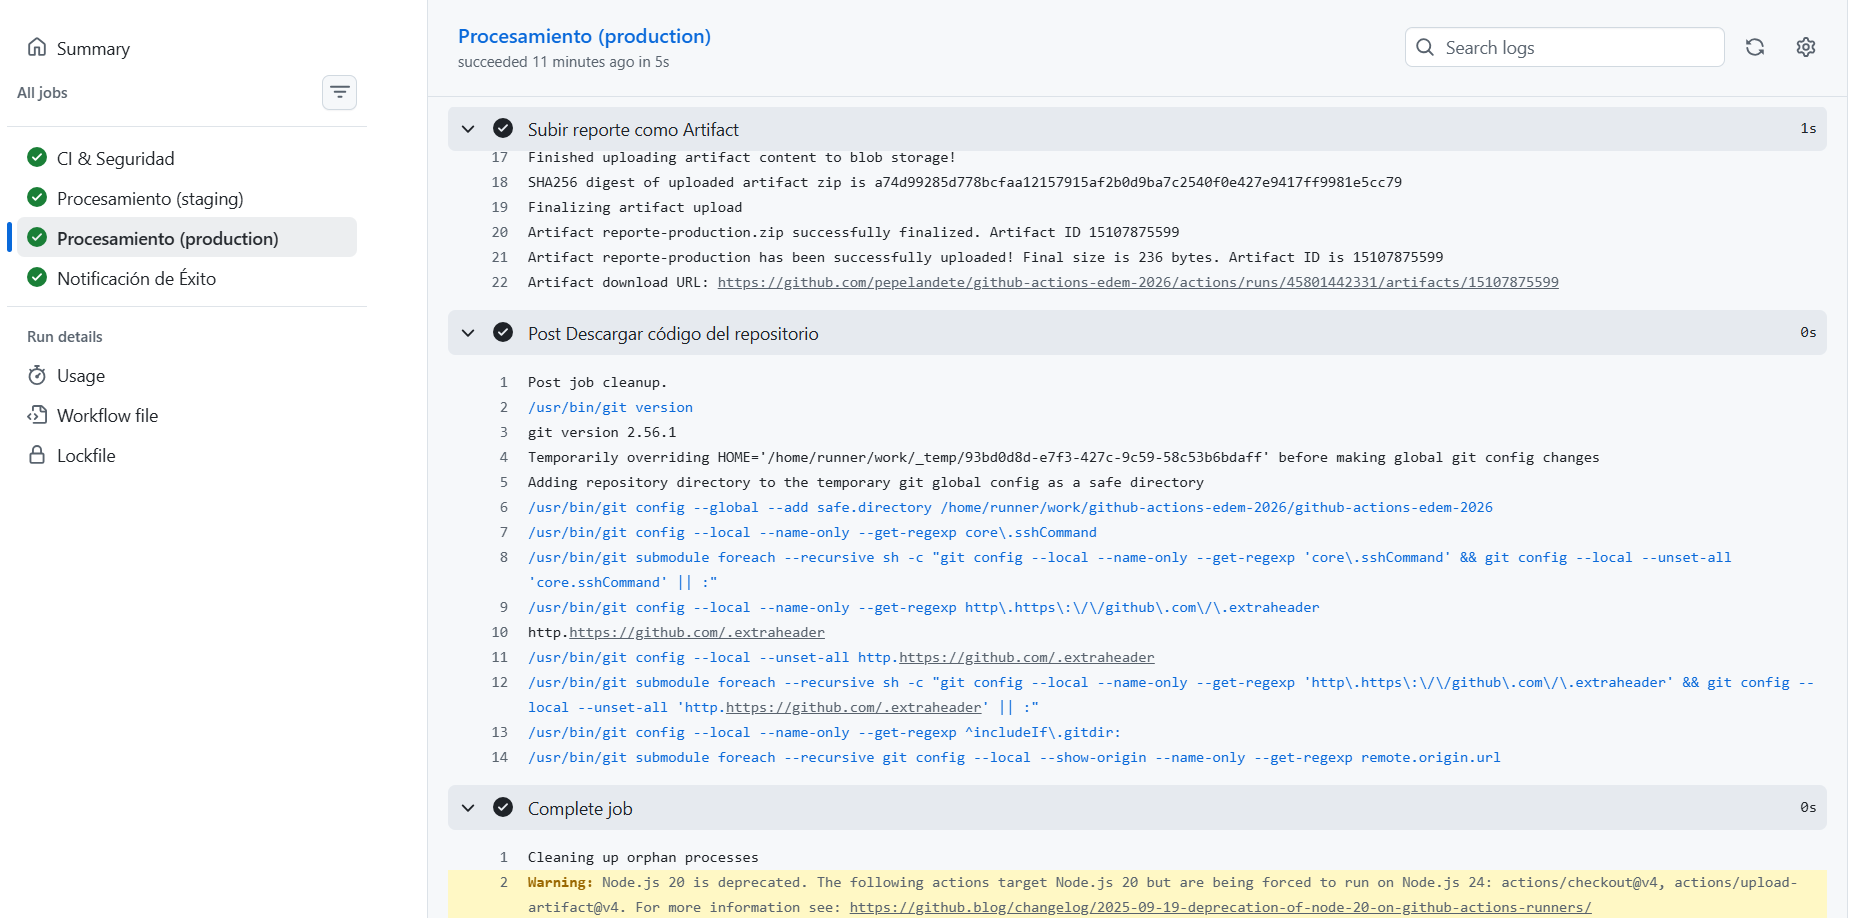 Summary
All jobs
CI & Seguridad
Procesamiento (staging)
Procesamiento (production)
Notificación de Éxito
Run details
Usage
Workflow file
Lockfile
Procesamiento (production)
succeeded 11 minutes ago in 5s
Search logs
Subir reporte como Artifact 1s
17 Finished uploading artifact content to blob storage!
18 SHA256 digest of uploaded artifact zip is a74d99285d778bcfaa12157915af2b0d9ba7c2540f0e427e9417ff9981e5cc79
19 Finalizing artifact upload
20 Artifact reporte-production.zip successfully finalized. Artifact ID 15107875599
21 Artifact reporte-production has been successfully uploaded! Final size is 236 bytes. Artifact ID is 15107875599
22 Artifact download URL: https://github.com/pepelandete/github-actions-edem-2026/actions/runs/45801442331/artifacts/15107875599
Post Descargar código del repositorio 0s
1 Post job cleanup.
2 /usr/bin/git version
3 git version 2.56.1
4 Temporarily overriding HOME='/home/runner/work/_temp/93bd0d8d-e7f3-427c-9c59-58c53b6bdaff' before making global git config changes
5 Adding repository directory to the temporary git global config as a safe directory
6 /usr/bin/git config --global --add safe.directory /home/runner/work/github-actions-edem-2026/github-actions-edem-2026
7 /usr/bin/git config --local --name-only --get-regexp core\.sshCommand
8 /usr/bin/git submodule foreach --recursive sh -c "git config --local --name-only --get-regexp 'core\.sshCommand' && git config --local --unset-all
'core.sshCommand' || :"
9 /usr/bin/git config --local --name-only --get-regexp http\.https\:\/\/github\.com\/\.extraheader
10 http.https://github.com/.extraheader
11 /usr/bin/git config --local --unset-all http.https://github.com/.extraheader
12 /usr/bin/git submodule foreach --recursive sh -c "git config --local --name-only --get-regexp 'http\.https\:\/\/github\.com\/\.extraheader' && git config --
local --unset-all 'http.https://github.com/.extraheader' || :"
13 /usr/bin/git config --local --name-only --get-regexp ^includeIf\.gitdir:
14 /usr/bin/git submodule foreach --recursive git config --local --show-origin --name-only --get-regexp remote.origin.url
Complete job 0s
1 Cleaning up orphan processes
2 Warning: Node.js 20 is deprecated. The following actions target Node.js 20 but are being forced to run on Node.js 24: actions/checkout@v4, actions/upload-
artifact@v4. For more information see: https://github.blog/changelog/2025-09-19-deprecation-of-node-20-on-github-actions-runners/